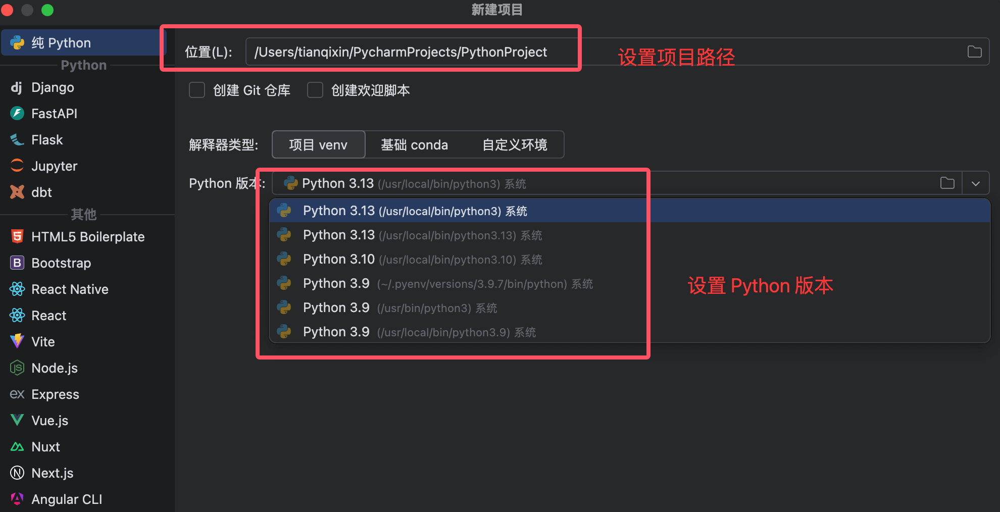 新建项目
纯 Python
Python
dj Django
FastAPI
Flask
Jupyter
dbt
其他
5 HTML5 Boilerplate
B Bootstrap
React Native
React
Vite
JS Node.js
ex Express
Vue.js
Nuxt
N Next.js
Angular CLI
位置(L): /Users/tianqixin/PycharmProjects/PythonProject
设置项目路径
创建 Git 仓库 创建欢迎脚本
解释器类型: 项目 venv 基础 conda 自定义环境
Python 版本: Python 3.13 (/usr/local/bin/python3) 系统
Python 3.13 (/usr/local/bin/python3) 系统
Python 3.13 (/usr/local/bin/python3.13) 系统
Python 3.10 (/usr/local/bin/python3.10) 系统
Python 3.9 (~/.pyenv/versions/3.9.7/bin/python) 系统
Python 3.9 (/usr/bin/python3) 系统
Python 3.9 (/usr/local/bin/python3.9) 系统
设置 Python 版本